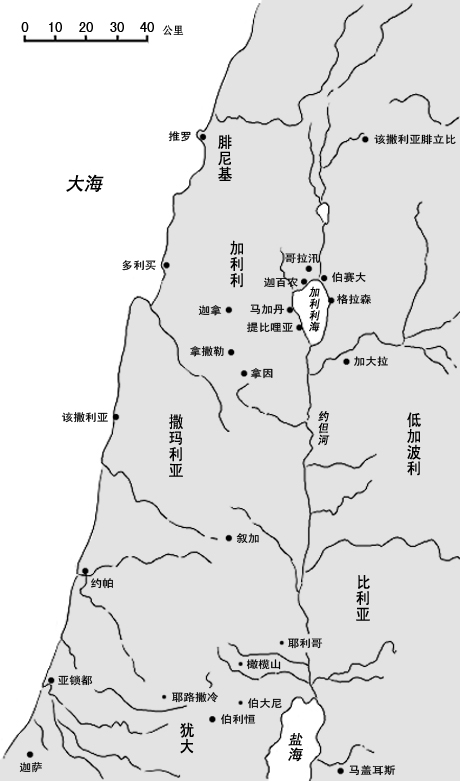 0 10 20 30 40 公里
推罗
腓尼基
该撒利亚腓立比
大海
多利买
加利利
哥拉汛
迦百农
伯赛大
加利利海
格拉森
迦拿
马加丹
提比哩亚
拿撒勒
拿因
加大拉
该撒利亚
撒玛利亚
约但河
低加波利
叙加
约帕
比利亚
耶利哥
橄榄山
亚锁都
耶路撒冷
伯大尼
伯利恒
犹大
盐海
迦萨
马盖耳斯